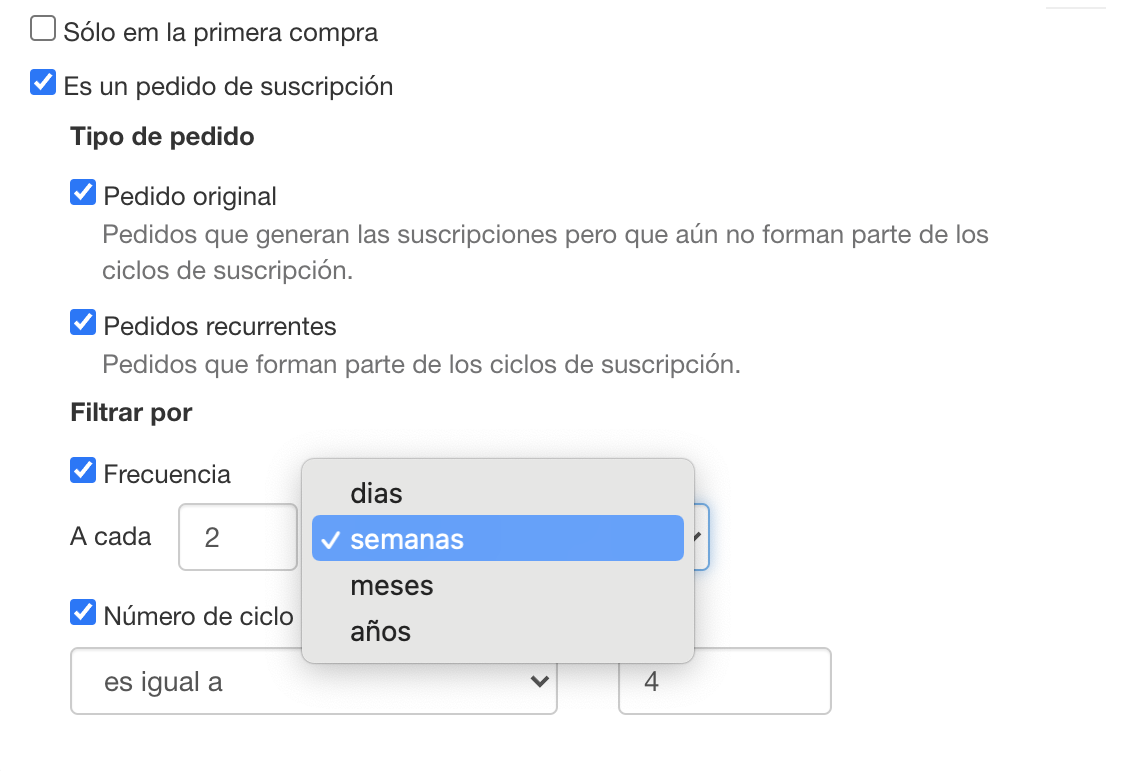 Sólo em la primera compra
Es un pedido de suscripción
Tipo de pedido
Pedido original
Pedidos que generan las suscripciones pero que aún no forman parte de los
ciclos de suscripción.
Pedidos recurrentes
Pedidos que forman parte de los ciclos de suscripción.
Filtrar por
Frecuencia
A cada 2
dias
semanas
meses
años
Número de ciclo
es igual a 4